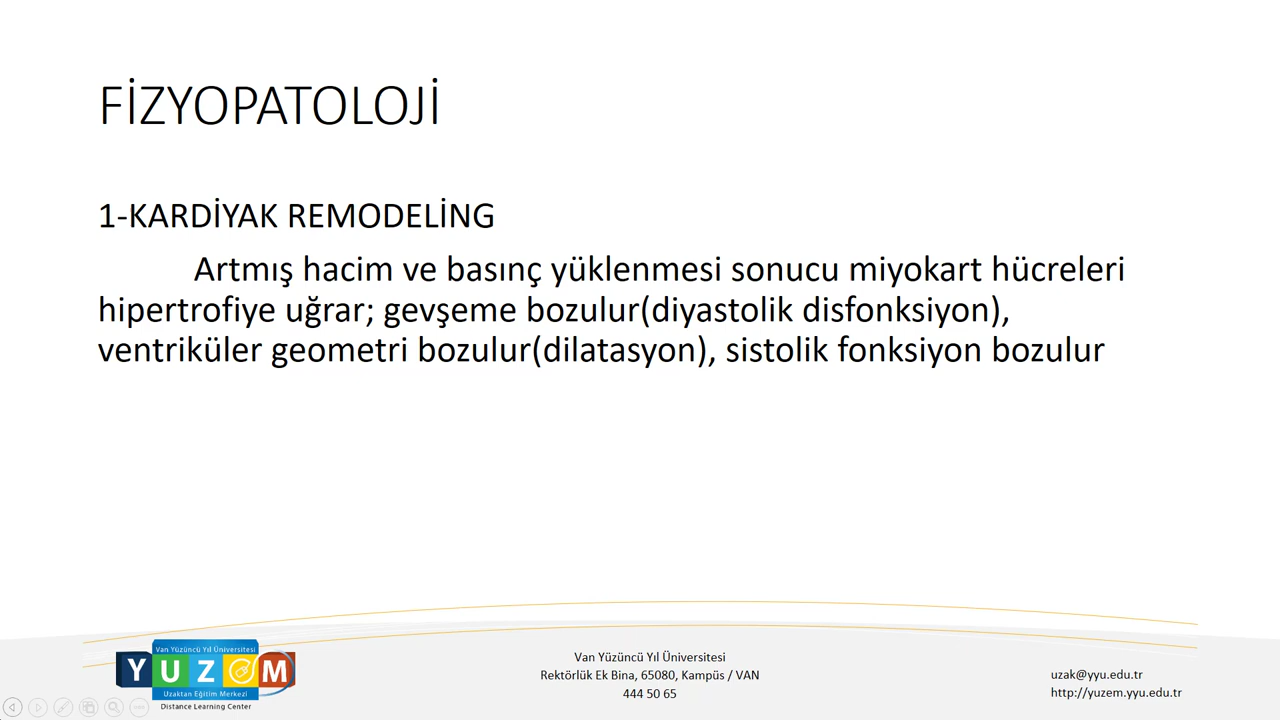 FİZYOPATOLOJİ
1-KARDİYAK REMODELİNG
Artmış hacim ve basınç yüklenmesi sonucu miyokart hücreleri
hipertrofiye uğrar; gevşeme bozulur(diyastolik disfonksiyon),
ventriküler geometri bozulur(dilatasyon), sistolik fonksiyon bozulur
Van Yüzüncü Yıl Üniversitesi
YUZEM
Uzaktan Eğitim Merkezi
Distance Learning Center
Van Yüzüncü Yıl Üniversitesi
Rektörlük Ek Bina, 65080, Kampüs / VAN
444 50 65
uzak@yyu.edu.tr
http://yuzem.yyu.edu.tr